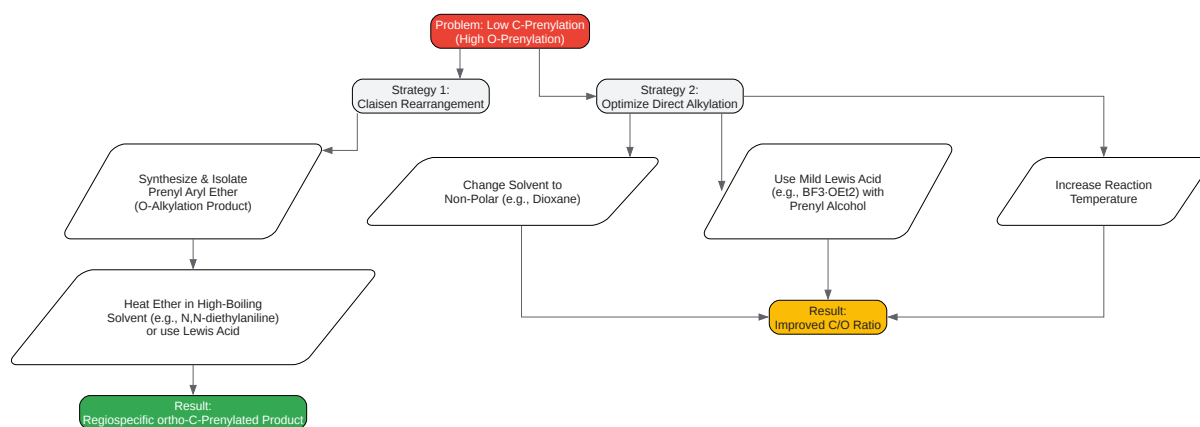 Problem: Low C-Prenylation
(High O-Prenylation)
Strategy 1:
Claisen Rearrangement
Strategy 2:
Optimize Direct Alkylation
Synthesize & Isolate
Prenyl Aryl Ether
(O-Alkylation Product)
Change Solvent to
Non-Polar (e.g., Dioxane)
Use Mild Lewis Acid
(e.g., BF3·OEt2) with
Prenyl Alcohol
Increase Reaction
Temperature
Heat Ether in High-Boiling
Solvent (e.g., N,N-diethylaniline)
or use Lewis Acid
Result:
Improved C/O Ratio
Result:
Regiospecific ortho-C-Prenylated Product